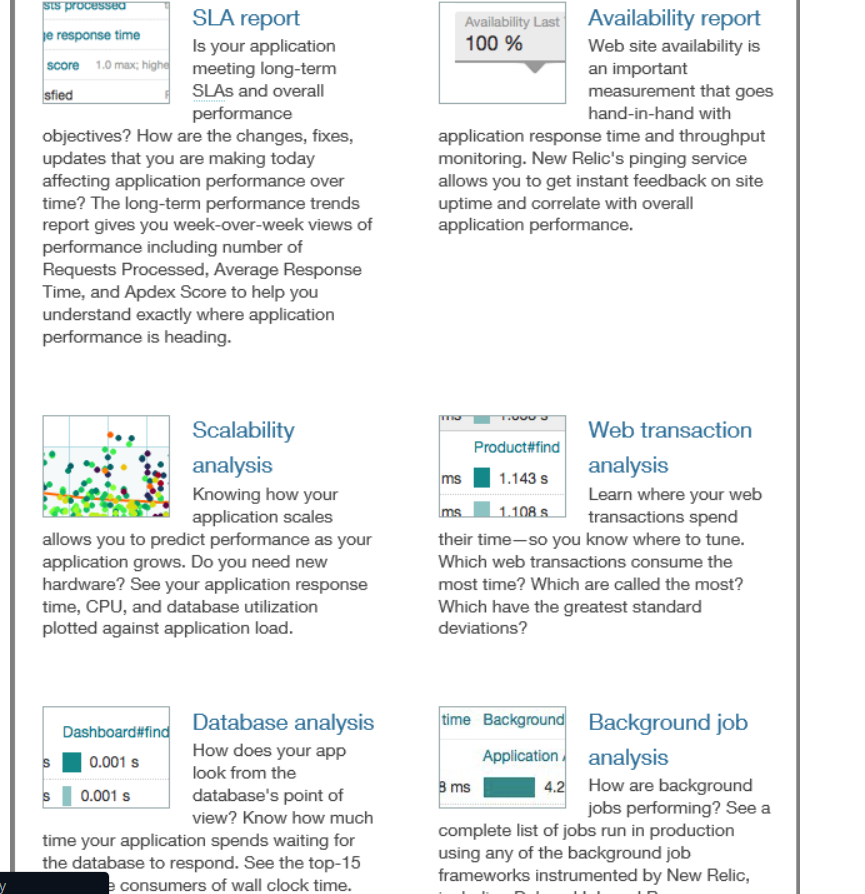 sts processed
ge response time
score 1.0 max; highe
sfied
SLA report
Is your application
meeting long-term
SLAs and overall
performance
objectives? How are the changes, fixes,
updates that you are making today
affecting application performance over
time? The long-term performance trends
report gives you week-over-week views of
performance including number of
Requests Processed, Average Response
Time, and Apdex Score to help you
understand exactly where application
performance is heading.
Availability Last
100 %
Availability report
Web site availability is
an important
measurement that goes
hand-in-hand with
application response time and throughput
monitoring. New Relic's pinging service
allows you to get instant feedback on site
uptime and correlate with overall
application performance.
Scalability
analysis
Knowing how your
application scales
allows you to predict performance as your
application grows. Do you need new
hardware? See your application response
time, CPU, and database utilization
plotted against application load.
Product#find
ms 1.143 s
ms 1.108 s
Web transaction
analysis
Learn where your web
transactions spend
their time—so you know where to tune.
Which web transactions consume the
most time? Which are called the most?
Which have the greatest standard
deviations?
Dashboard#find
s 0.001 s
s 0.001 s
Database analysis
How does your app
look from the
database's point of
view? Know how much
time your application spends waiting for
the database to respond. See the top-15
e consumers of wall clock time.
time Background
Application
8 ms 4.2
Background job
analysis
How are background
jobs performing? See a
complete list of jobs run in production
using any of the background job
frameworks instrumented by New Relic,